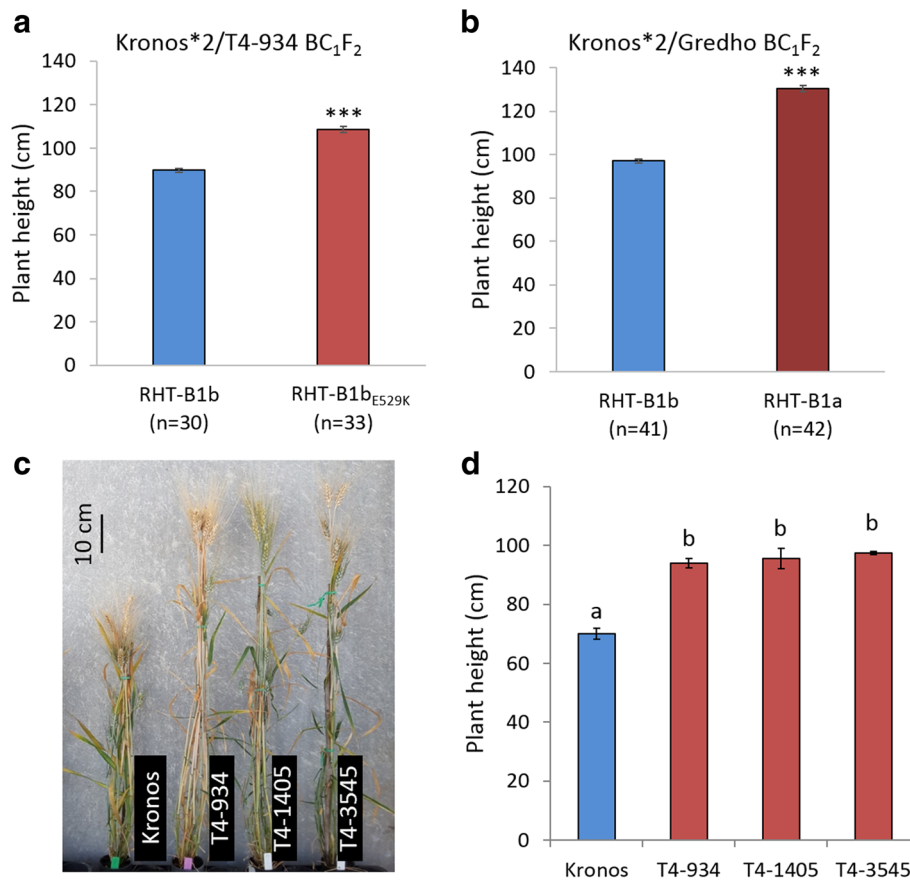 a
Kronos*2/T4-934 BC₁F₂
Plant height (cm)
140
120
100
80
60
40
20
0
***
RHT-B1b
(n=30)
RHT-B1b_E529K
(n=33)
b
Kronos*2/Gredho BC₁F₂
Plant height (cm)
140
120
100
80
60
40
20
0
***
RHT-B1b
(n=41)
RHT-B1a
(n=42)
c
10 cm
Kronos
T4-934
T4-1405
T4-3545
d
Plant height (cm)
120
100
80
60
40
20
0
a
b
b
b
Kronos
T4-934
T4-1405
T4-3545